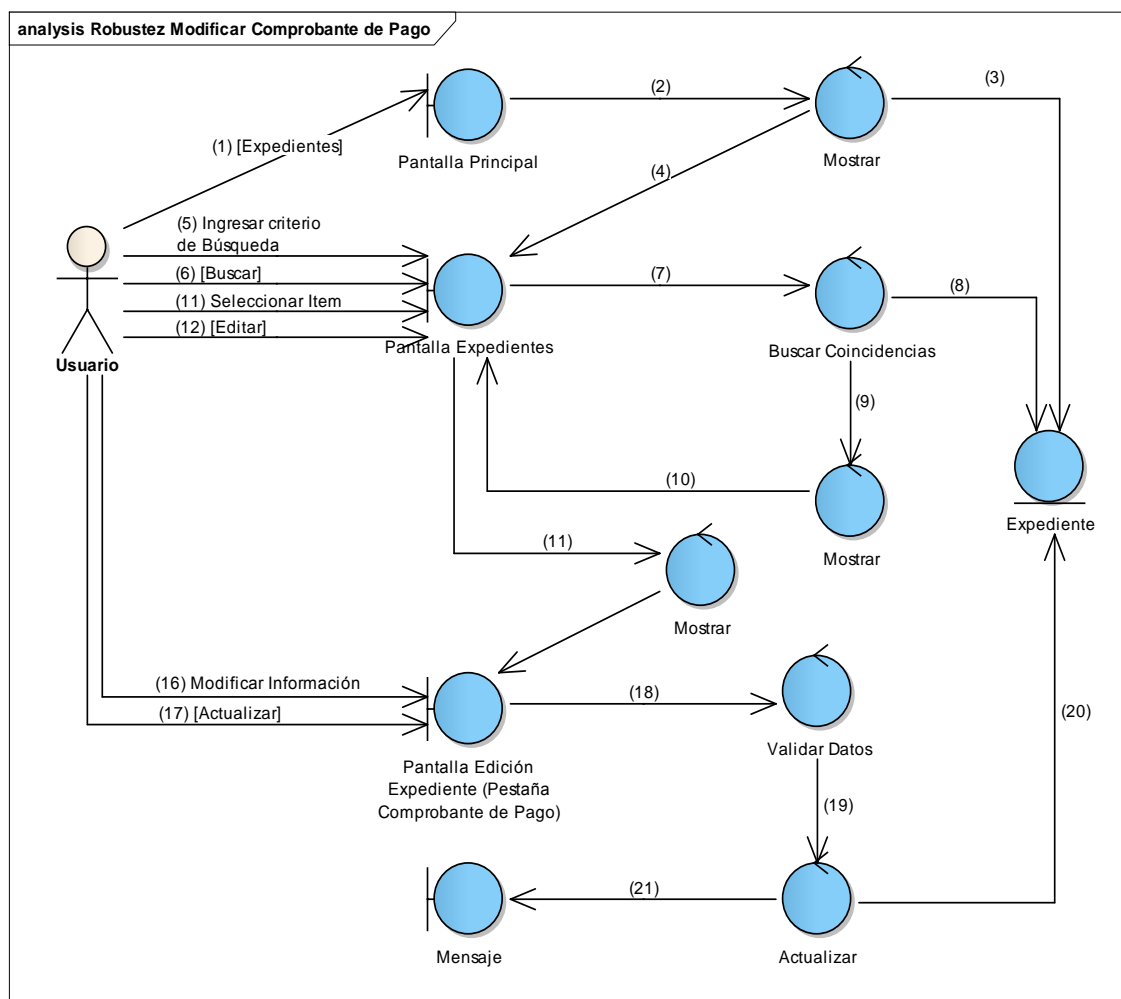 analysis Robustez Modificar Comprobante de Pago
(2)
(3)
(1) [Expedientes]
Pantalla Principal
Mostrar
(4)
(5) Ingresar criterio
de Búsqueda
(6) [Buscar]
(7)
(8)
(11) Seleccionar Item
(12) [Editar]
Pantalla Expedientes
Buscar Coincidencias
Usuario
(9)
(10)
Expediente
(11)
Mostrar
Mostrar
(16) Modificar Información
(18)
(17) [Actualizar]
(20)
Validar Datos
Pantalla Edición
Expediente (Pestaña
Comprobante de Pago)
(19)
(21)
Mensaje
Actualizar